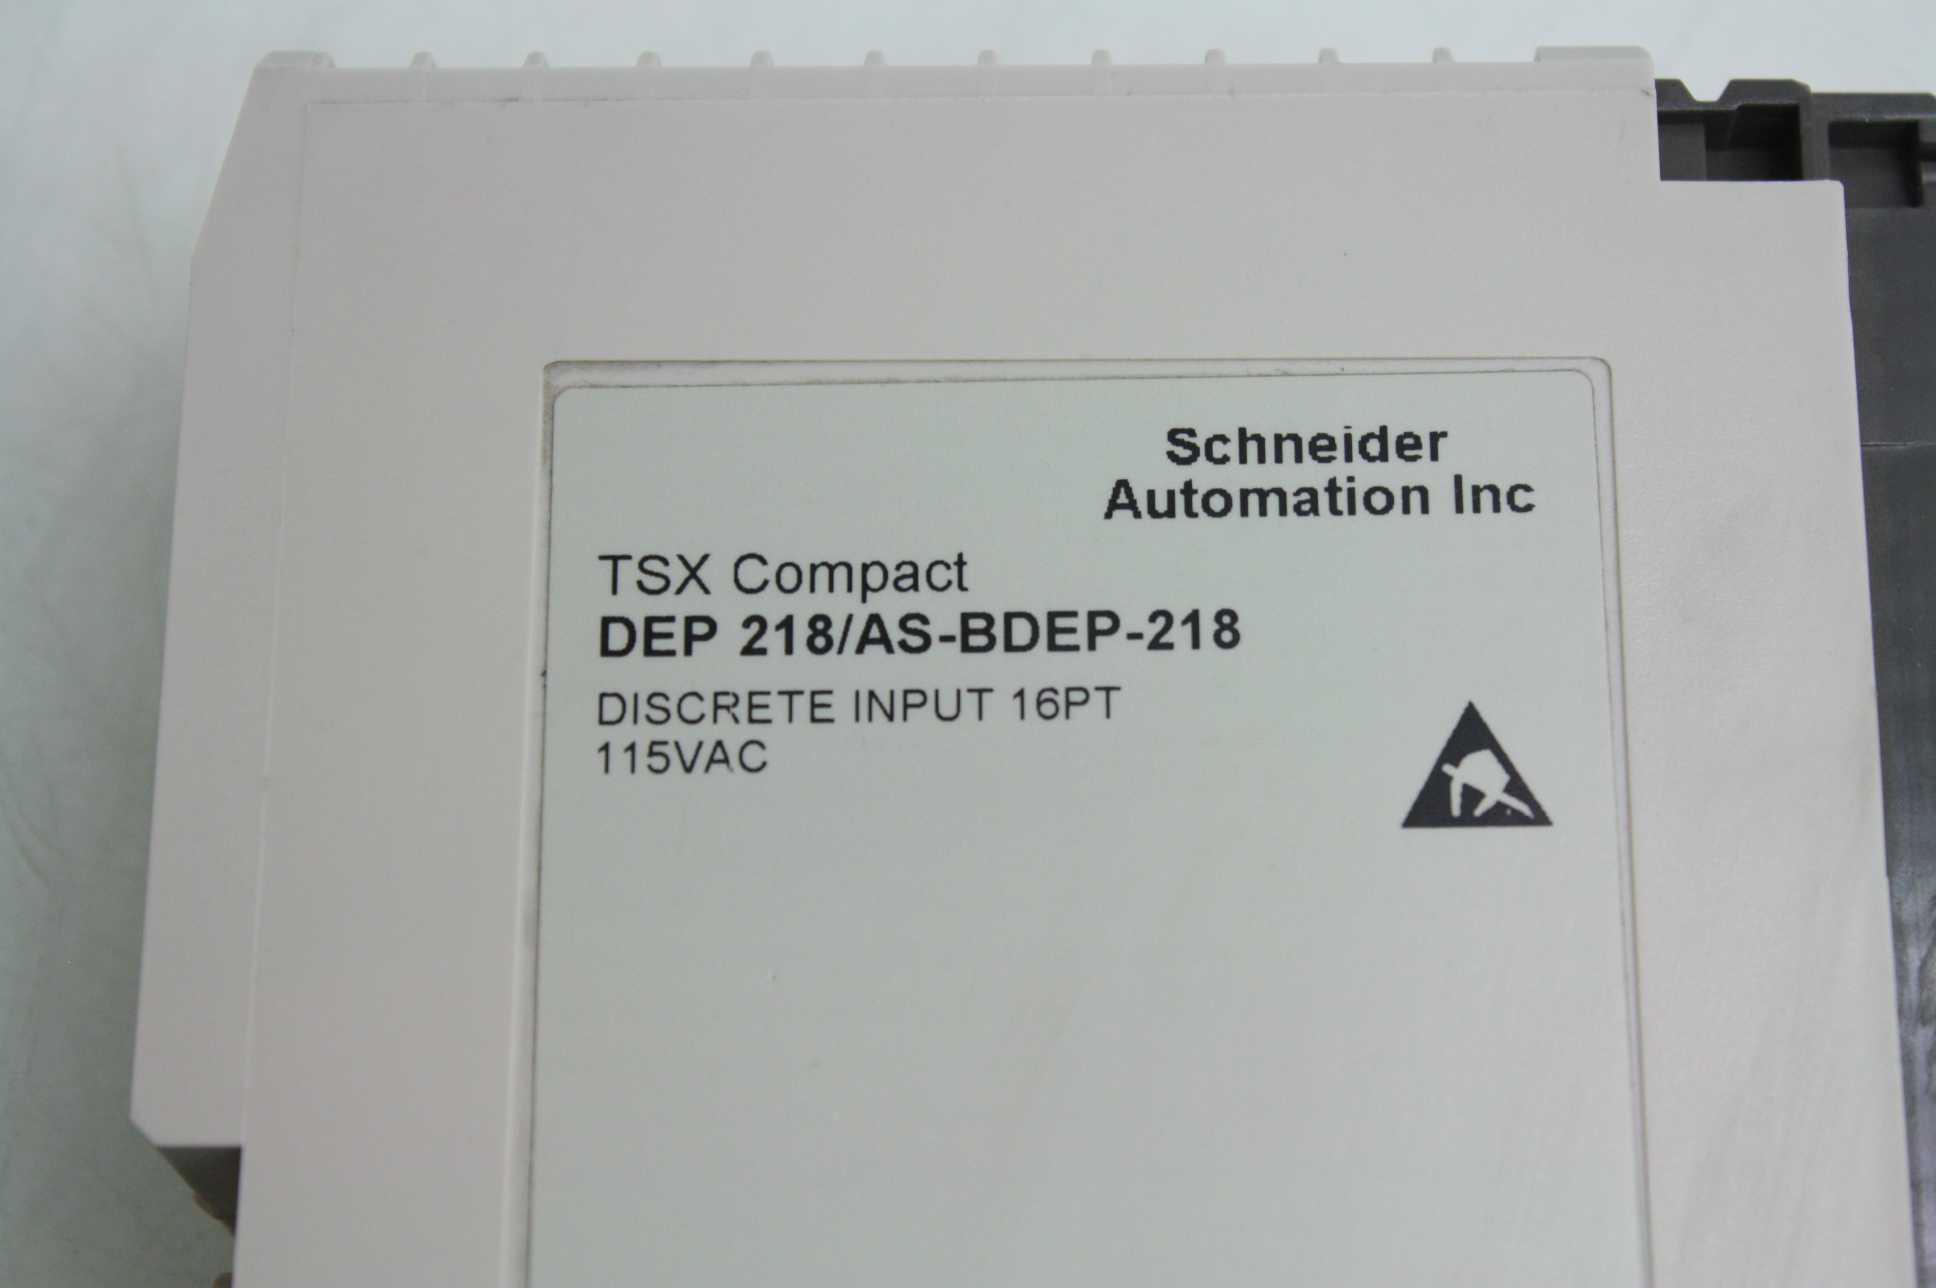 Schneider
Automation Inc
TSX Compact
DEP 218/AS-BDEP-218
DISCRETE INPUT 16PT
115VAC